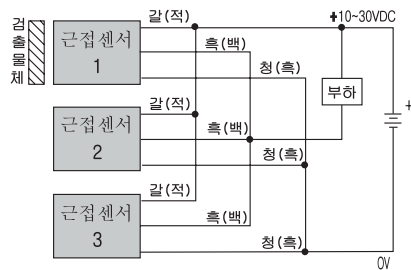 검출물체
근접센서
1
갈(적)
흑(백)
청(흑)
+10~30VDC
부하
+
근접센서
2
갈(적)
흑(백)
청(흑)
근접센서
3
갈(적)
흑(백)
청(흑)
0V